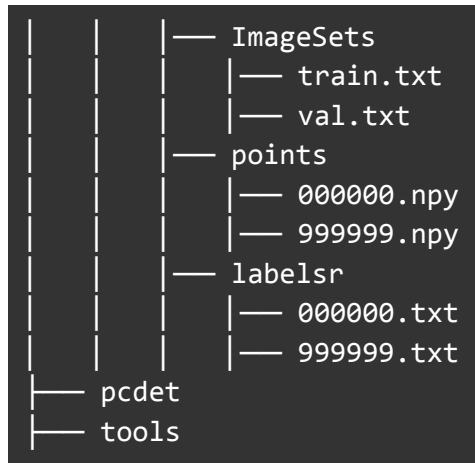 │   │   │── ImageSets
│   │   │   │── train.txt
│   │   │   │── val.txt
│   │   │── points
│   │   │   │── 000000.npy
│   │   │   │── 999999.npy
│   │   │── labelsr
│   │   │   │── 000000.txt
│   │   │   │── 999999.txt
├── pcdet
├── tools